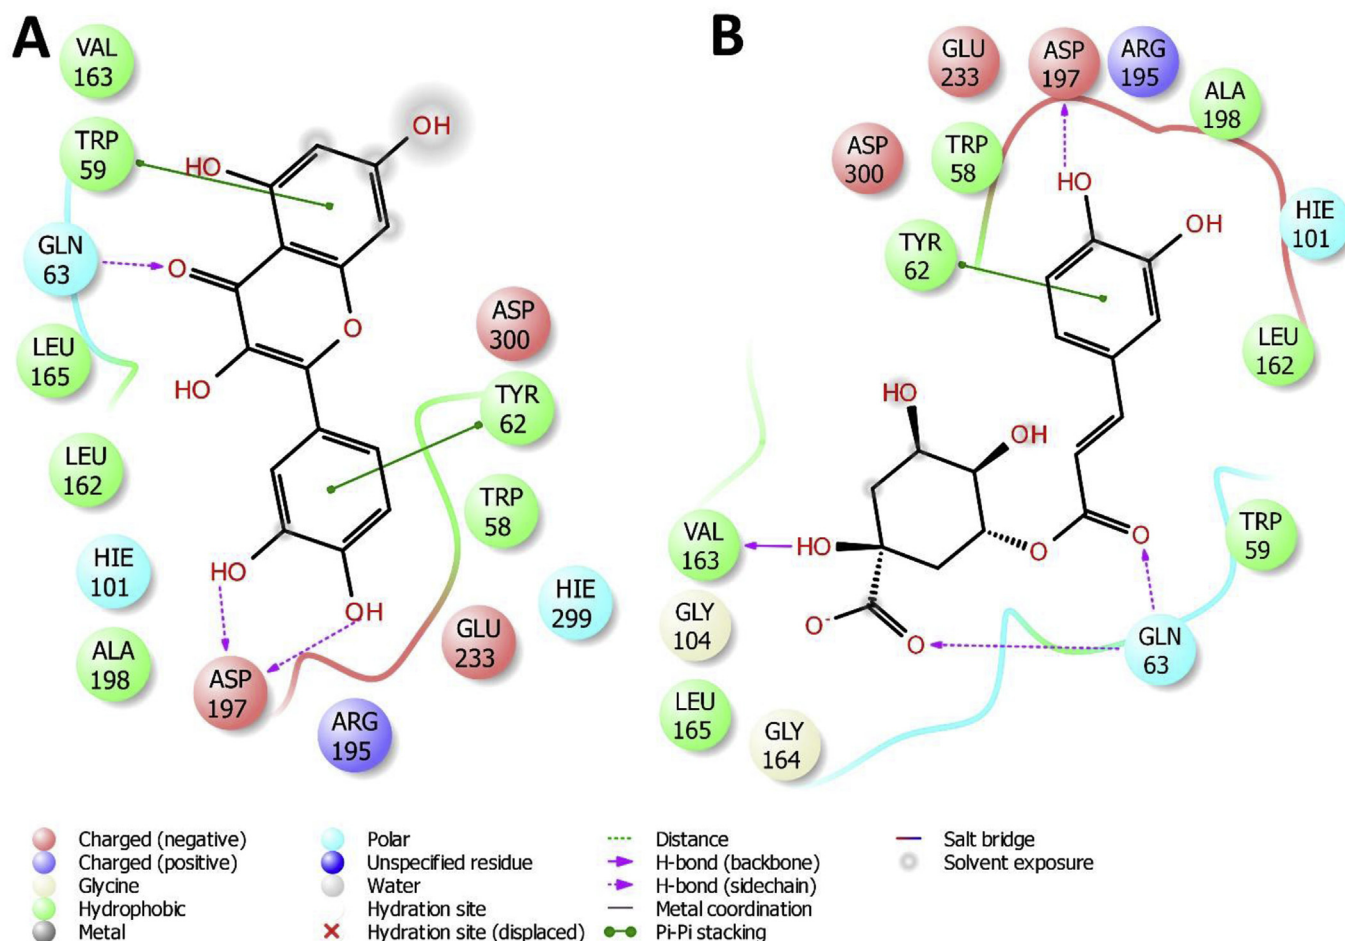 A
VAL
163
TRP
59
GLN
63
LEU
165
LEU
162
HIE
101
ALA
198
ASP
197
ARG
195
GLU
233
HIE
299
TRP
58
TYR
62
ASP
300
OH
HO
O
O
HO
HO
OH
B
GLU
233
ASP
197
ARG
195
ALA
198
ASP
300
TRP
58
TYR
62
HIE
101
LEU
162
TRP
59
GLN
63
VAL
163
GLY
104
LEU
165
GLY
164
HO
OH
HO
OH
HO
O
O
O-
O
Charged (negative)
Charged (positive)
Glycine
Hydrophobic
Metal
Polar
Unspecified residue
Water
Hydration site
Hydration site (displaced)
Distance
H-bond (backbone)
H-bond (sidechain)
Metal coordination
Pi-Pi stacking
Salt bridge
Solvent exposure